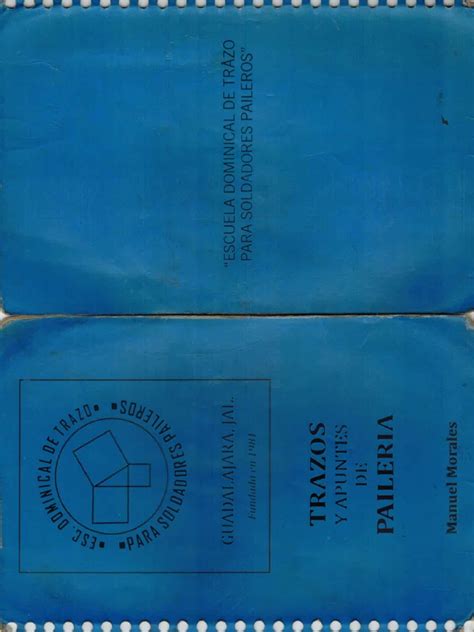 "ESCUELA DOMINICAL DE TRAZO
PARA SOLDADORES PAILEROS"
ESC. DOMINICAL DE TRAZO
PARA SOLDADORES PAILEROS
GUADALAJARA, JAL.
Fundada en 1981
TRAZOS
Y APUNTES
DE
PAILERIA
Manuel Morales